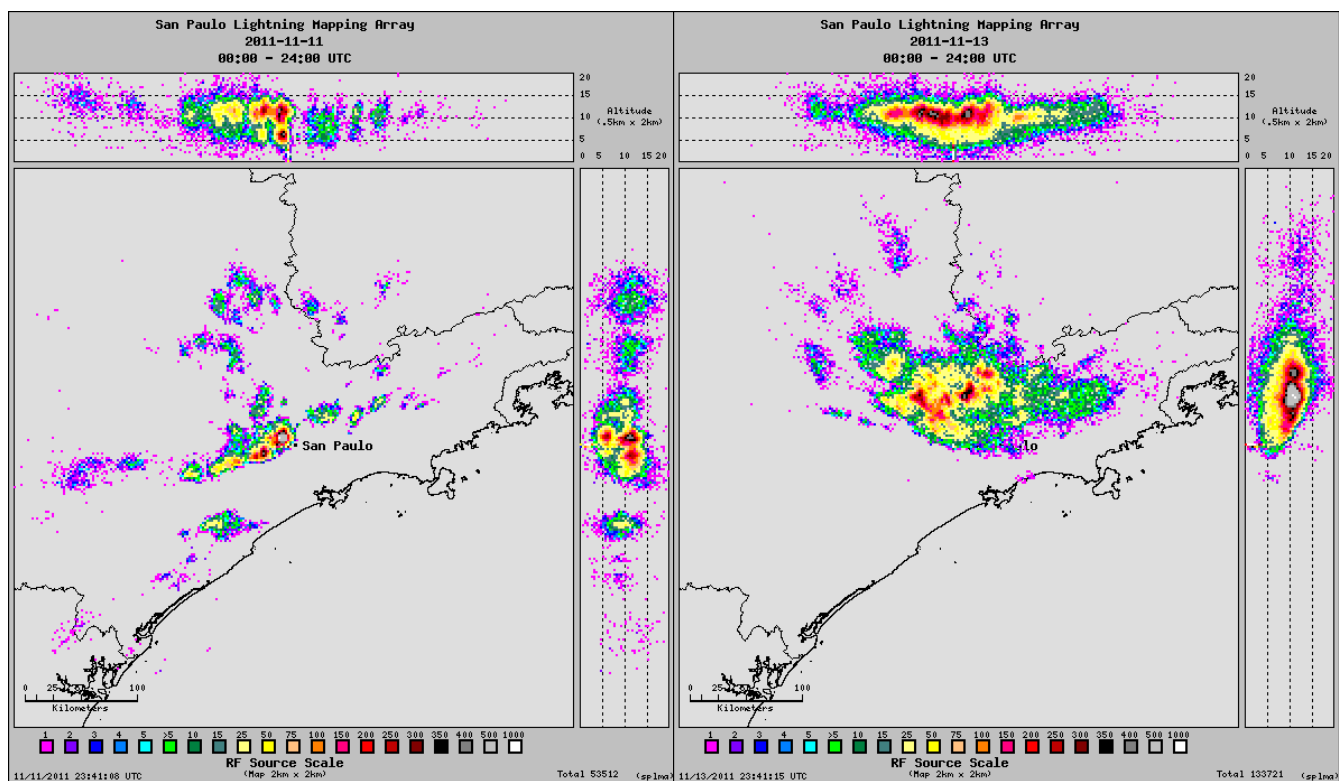 San Paulo Lightning Mapping Array
2011-11-11
00:00 - 24:00 UTC
20
15
10
5
0 5 10 15 20
Altitude
(.5km x 2km)
San Paulo
0 25 50 100
Kilometers
1 2 3 4 5 >5 10 15 25 50 75 100 150 200 250 300 350 400 500 1000
RF Source Scale
(Map 2km x 2km)
11/11/2011 23:41:08 UTC
Total 53512 (splma)
San Paulo Lightning Mapping Array
2011-11-13
00:00 - 24:00 UTC
20
15
10
5
0 5 10 15 20
Altitude
(.5km x 2km)
lo
0 25 50 100
Kilometers
1 2 3 4 5 >5 10 15 25 50 75 100 150 200 250 300 350 400 500 1000
RF Source Scale
(Map 2km x 2km)
11/13/2011 23:41:15 UTC
Total 133721 (splma)